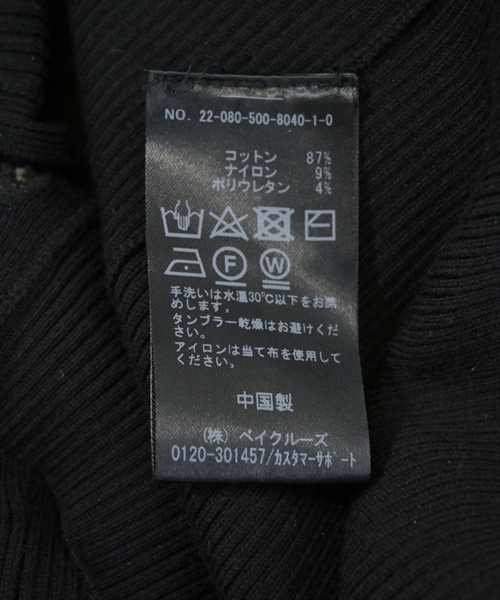 NO. 22-080-500-8040-1-0
コットン 87%
ナイロン 9%
ポリウレタン 4%
F W
手洗いは水温30℃以下をお薦
めします。
タンブラー乾燥はお避けくだ
さい。
アイロンは当て布を使用して
ください。
中国製
(株) ベイクルーズ
0120-301457/カスタマーサポート